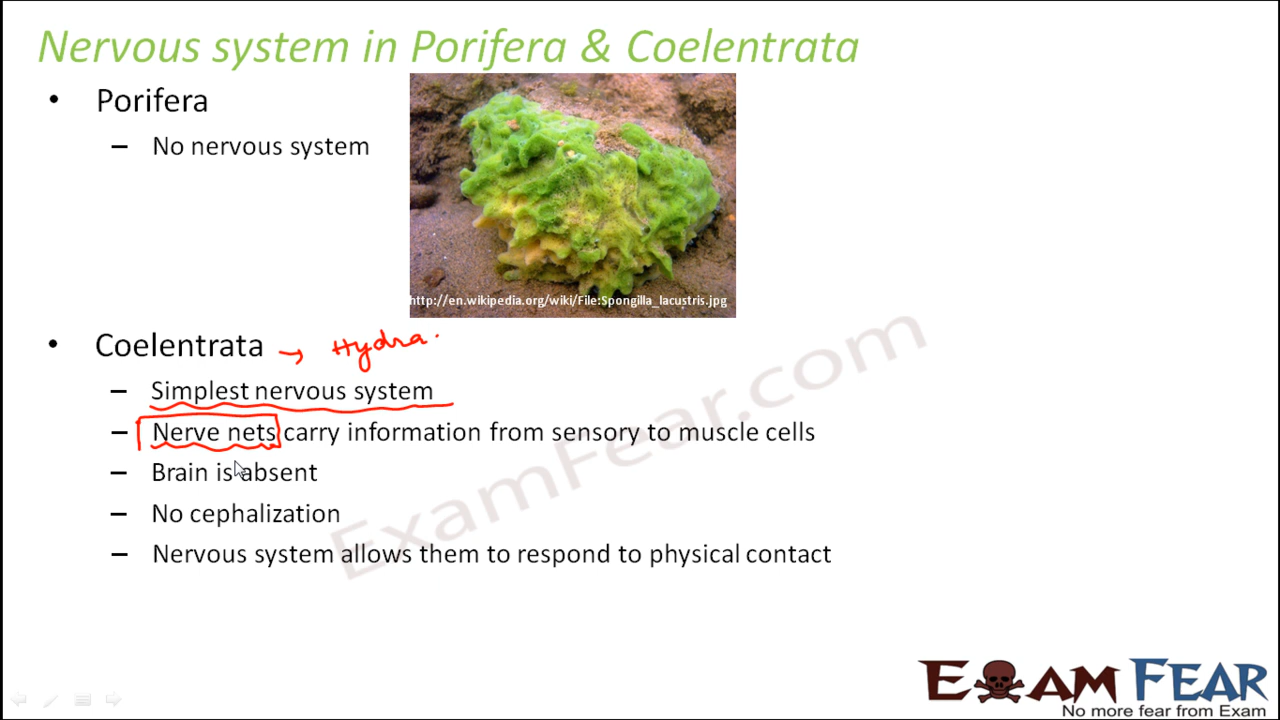 Nervous system in Porifera & Coelentrata
• Porifera
– No nervous system
http://en.wikipedia.org/wiki/File:Spongilla_lacustris.jpg
• Coelentrata → Hydra.
– Simplest nervous system
– Nerve nets carry information from sensory to muscle cells
– Brain is absent
– No cephalization
– Nervous system allows them to respond to physical contact
ExamFear.com
EXAM FEAR
No more fear from Exam